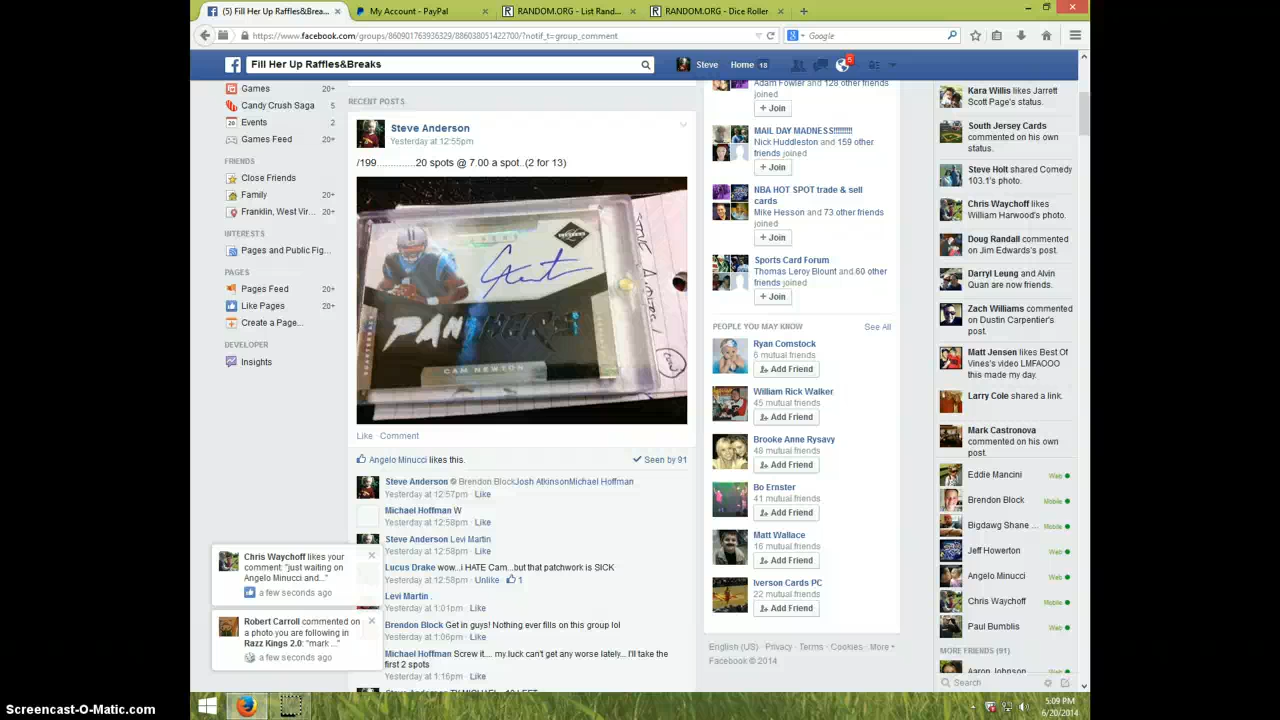 (5) Fill Her Up Raffles&Brea...
My Account - PayPal
RANDOM.ORG - List Rand...
RANDOM.ORG - Dice Roller
https://www.facebook.com/groups/860901763936329/886038051422700/?notif_t=group_comment
Google
Fill Her Up Raffles&Breaks
Steve
Home 18
5
Games 20+
Candy Crush Saga 5
Events 2
Games Feed 20+
FRIENDS
Close Friends
Family 20+
Franklin, West Vir... 20+
INTERESTS
Pages and Public Fig...
PAGES
Pages Feed 20+
Like Pages 20+
Create a Page...
DEVELOPER
Insights
Chris Waychoff likes your
comment: "just waiting on
Angelo Minucci and..."
a few seconds ago
Robert Carroll commented on
a photo you are following in
Razz Kings 2.0: "mark ..."
a few seconds ago
RECENT POSTS
Steve Anderson
Yesterday at 12:55pm
/199..............20 spots @ 7.00 a spot..(2 for 13)
PANTHERS
CAM NEWTON
Like Comment
Angelo Minucci likes this.
Seen by 91
Steve Anderson Brendon BlockJosh AtkinsonMichael Hoffman
Yesterday at 12:57pm · Like
Michael Hoffman W
Yesterday at 12:58pm · Like
Steve Anderson Levi Martin
Yesterday at 12:58pm · Like
Lucus Drake wow...i HATE Cam...but that patchwork is SICK
Yesterday at 12:58pm · Unlike 1
Levi Martin .
Yesterday at 1:01pm · Like
Brendon Block Get in guys! Nothing ever fills on this group lol
Yesterday at 1:06pm · Like
Michael Hoffman Screw it.... my luck can't get any worse lately... I'll take the
first 2 spots
Yesterday at 1:16pm · Like
Adam Fowler and 128 other
friends joined
+ Join
MAIL DAY MADNESS!!!!!!!!!
Nick Huddleston and 159 other
friends joined
+ Join
NBA HOT SPOT trade & sell
cards
Mike Hesson and 73 other friends
joined
+ Join
Sports Card Forum
Thomas Leroy Blount and 60 other
friends joined
+ Join
PEOPLE YOU MAY KNOW See All
Ryan Comstock
6 mutual friends
Add Friend
William Rick Walker
45 mutual friends
Add Friend
Brooke Anne Rysavy
48 mutual friends
Add Friend
Bo Ernster
41 mutual friends
Add Friend
Matt Wallace
16 mutual friends
Add Friend
Iverson Cards PC
22 mutual friends
Add Friend
English (US) · Privacy · Terms · Cookies · More
Facebook © 2014
Kara Willis likes Jarrett
Scott Page's status.
South Jersey Cards
commented on his own
status.
Steve Holt shared Comedy
103.1's photo.
Chris Waychoff likes
William Harwood's photo.
Doug Randall commented
on Jim Edwards's post.
Darryl Leung and Alvin
Quan are now friends.
Zach Williams commented
on Dustin Carpentier's
post.
Matt Jensen likes Best Of
Vines's video LMFAOOO
this made my day.
Larry Cole shared a link.
Mark Castronova
commented on his own
post.
Eddie Mancini Web
Brendon Block Mobile
Bigdawg Shane ... Mobile
Jeff Howerton Web
Angelo Minucci Web
Chris Waychoff Mobile
Paul Bumblis Web
MORE FRIENDS (91)
Aaron Johnson
Search
5:09 PM
6/20/2014
Screencast-O-Matic.com